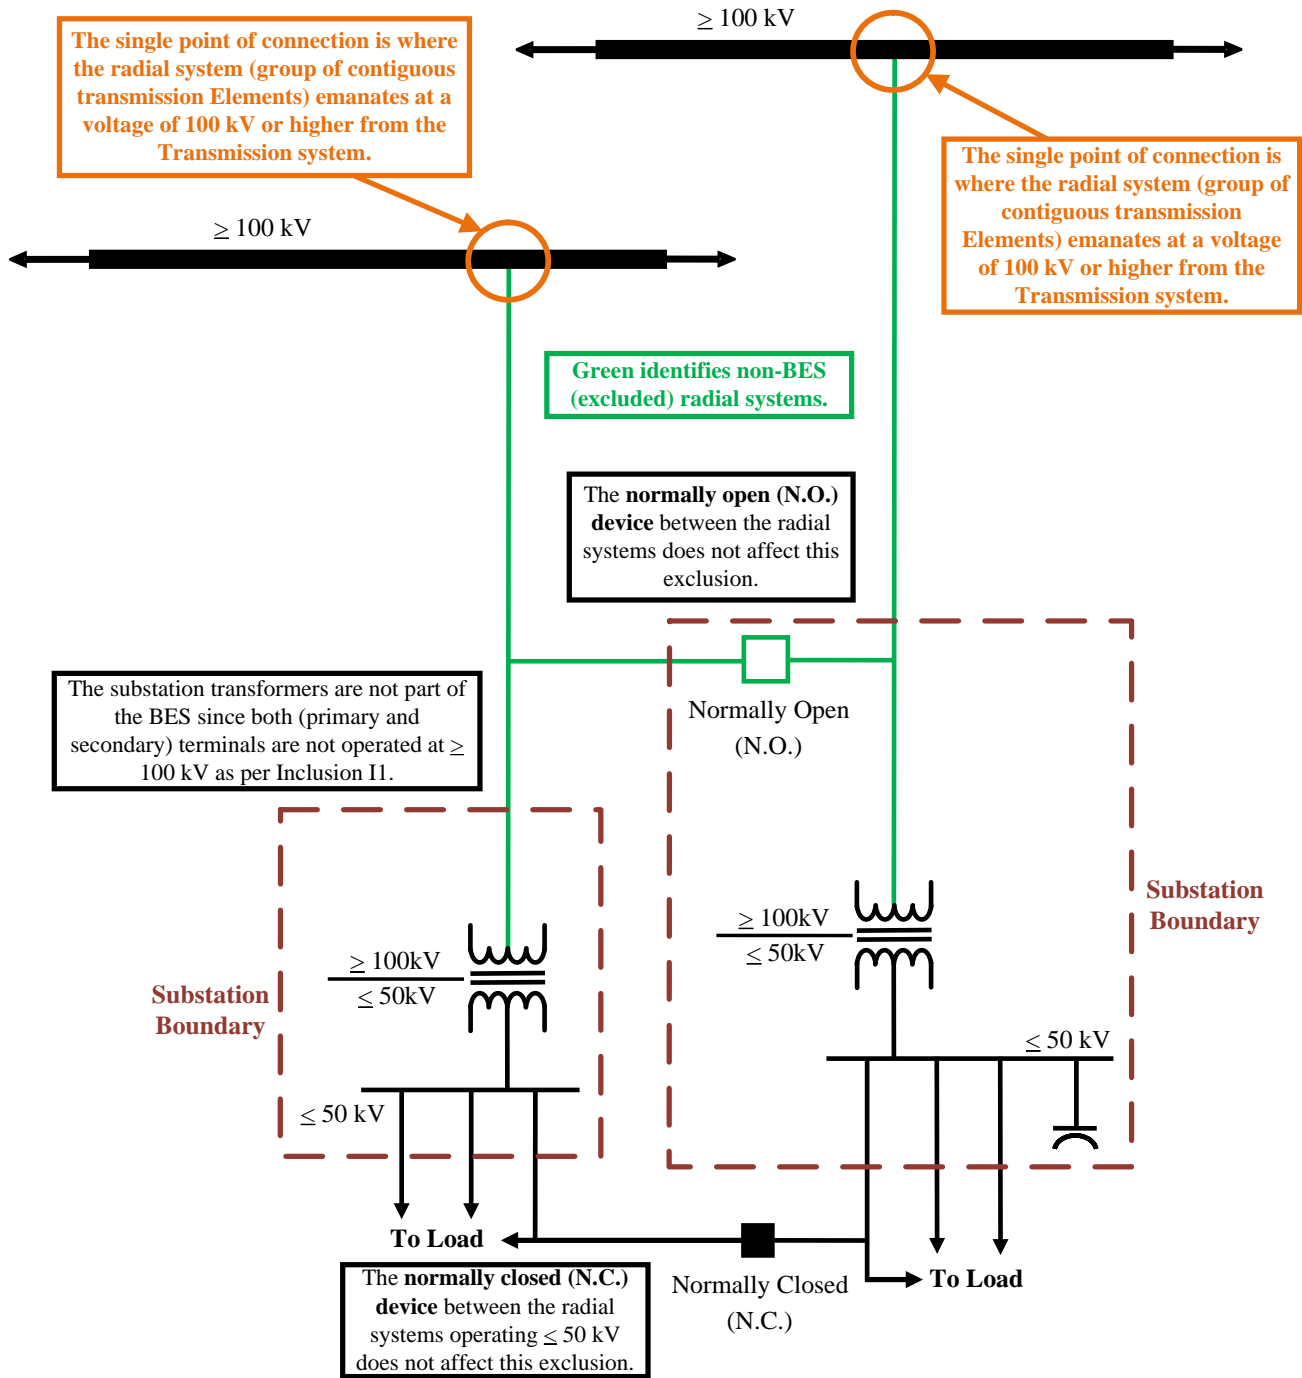 ≥ 100 kV
The single point of connection is where
the radial system (group of contiguous
transmission Elements) emanates at a
voltage of 100 kV or higher from the
Transmission system.
The single point of connection is
where the radial system (group of
contiguous transmission
Elements) emanates at a voltage
of 100 kV or higher from the
Transmission system.
≥ 100 kV
Green identifies non-BES
(excluded) radial systems.
The normally open (N.O.)
device between the radial
systems does not affect this
exclusion.
The substation transformers are not part of
the BES since both (primary and
secondary) terminals are not operated at ≥
100 kV as per Inclusion I1.
Normally Open
(N.O.)
Substation
Boundary
≥ 100kV
≤ 50kV
≥ 100kV
≤ 50kV
Substation
Boundary
≤ 50 kV
≤ 50 kV
To Load
Normally Closed
(N.C.)
To Load
The normally closed (N.C.)
device between the radial
systems operating ≤ 50 kV
does not affect this exclusion.